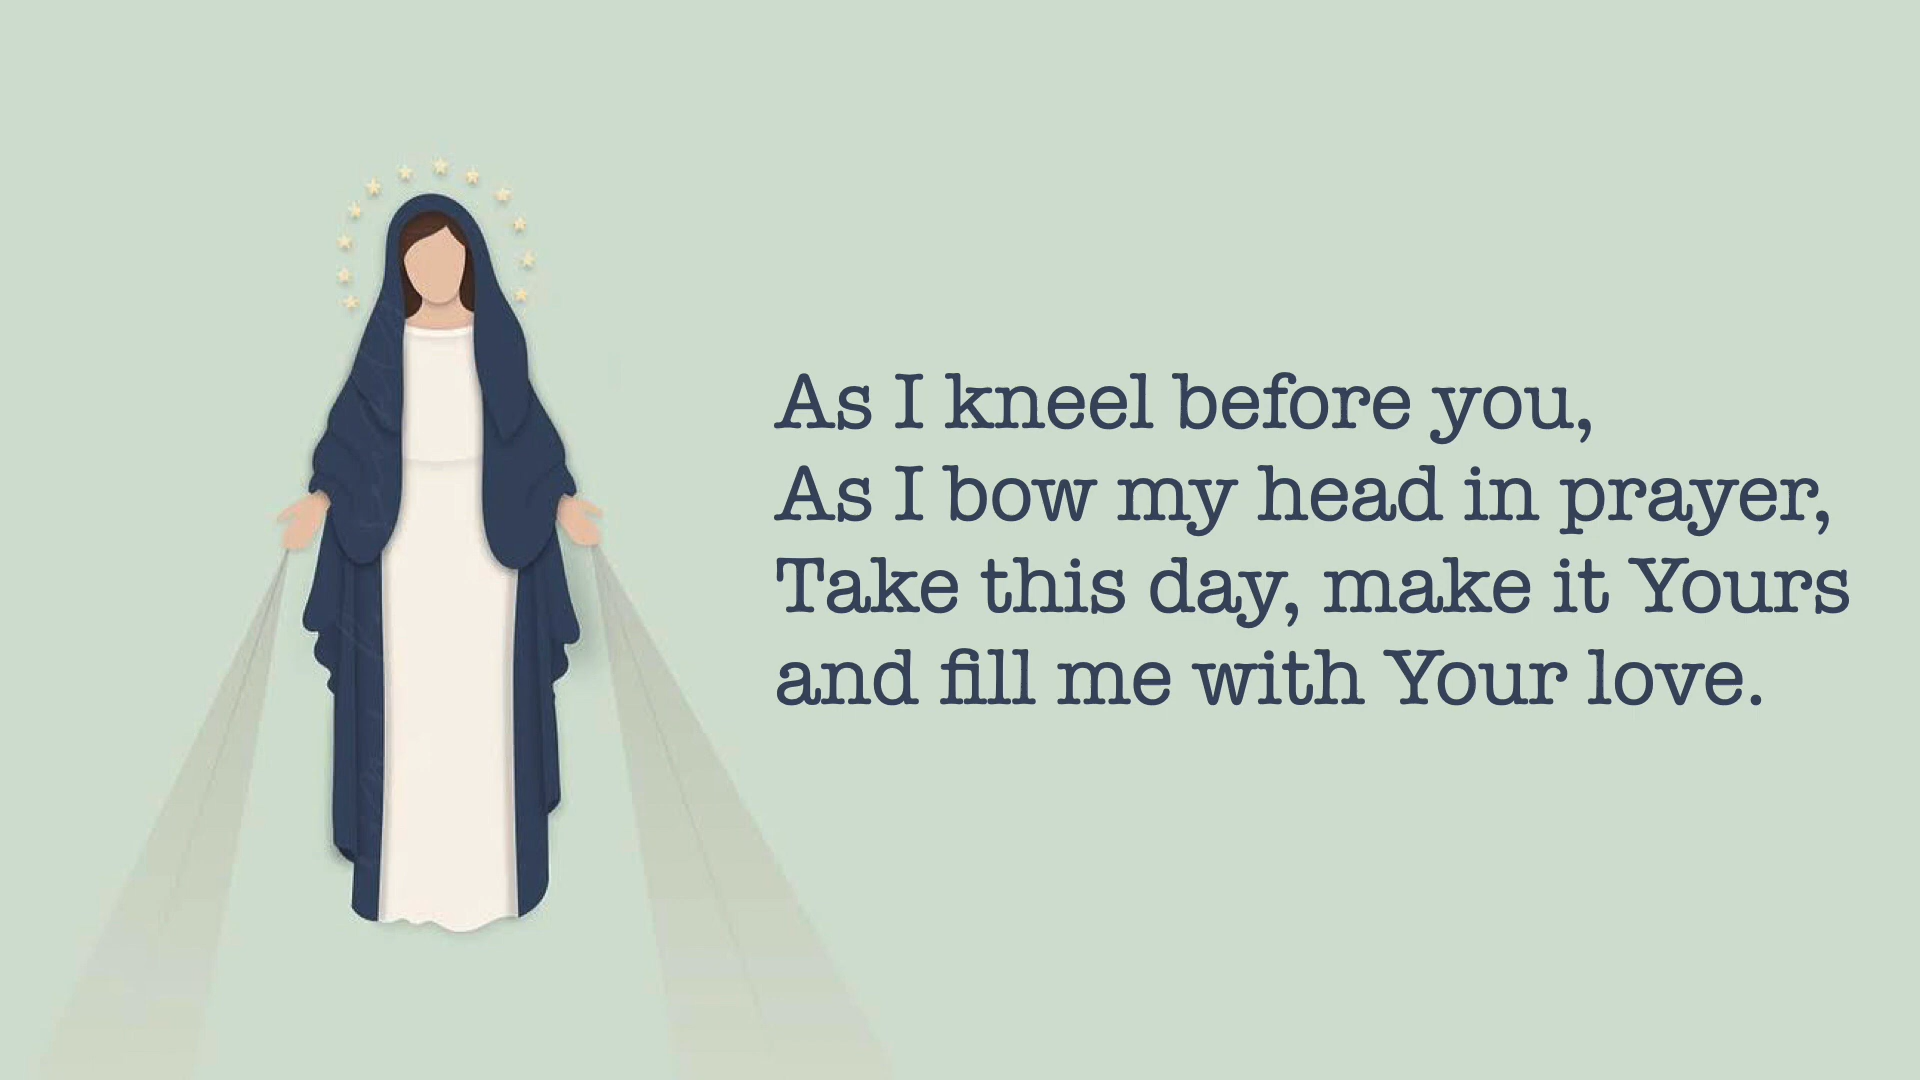 As I kneel before you,
As I bow my head in prayer,
Take this day, make it Yours
and fill me with Your love.